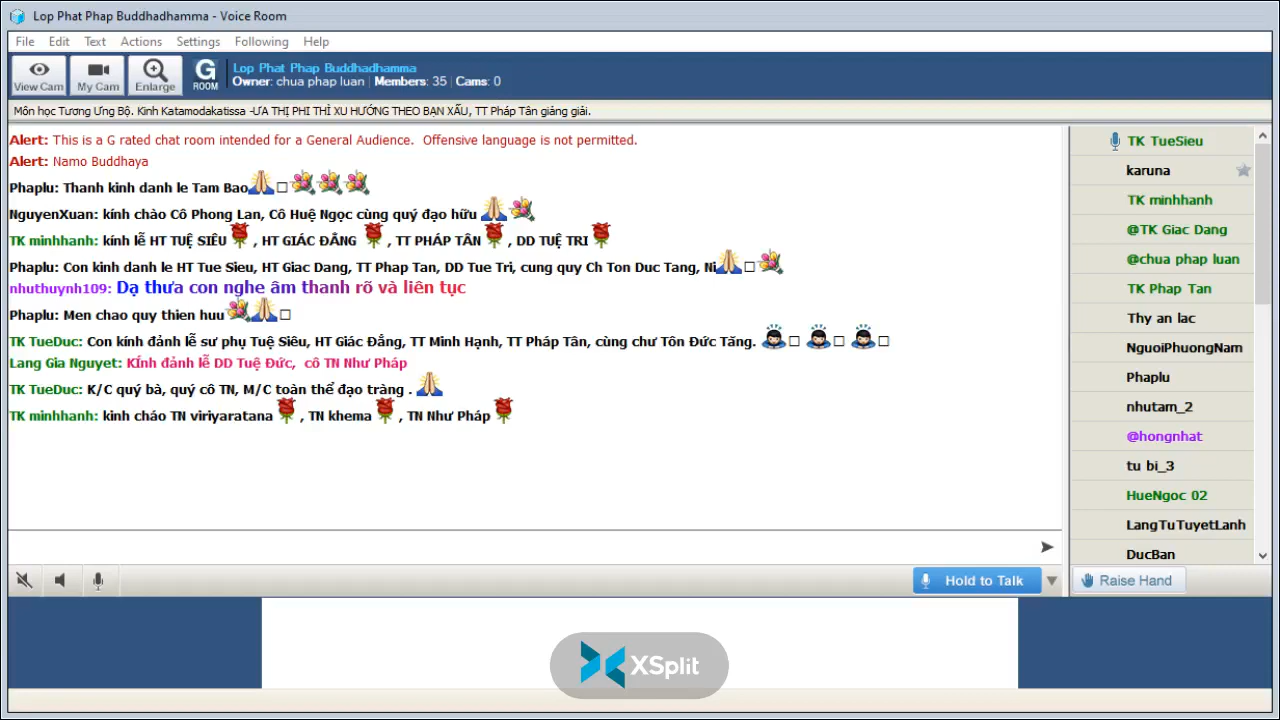 Lop Phat Phap Buddhadhamma - Voice Room
File Edit Text Actions Settings Following Help
View Cam My Cam Enlarge G ROOM
Lop Phat Phap Buddhadhamma
Owner: chua phap luan | Members: 35 | Cams: 0
Môn học Tương Ưng Bộ. Kinh Katamodakatissa -ƯA THỊ PHI THÌ XU HƯỚNG THEO BẠN XẤU, TT Pháp Tân giảng giải.
Alert: This is a G rated chat room intended for a General Audience. Offensive language is not permitted.
Alert: Namo Buddhaya
Phaplu: Thanh kinh danh le Tam Bao
NguyenXuan: kính chào Cô Phong Lan, Cô Huệ Ngọc cùng quý đạo hữu
TK minhhanh: kính lễ HT TUỆ SIÊU , HT GIÁC ĐẲNG , TT PHÁP TÂN , DD TUỆ TRI
Phaplu: Con kinh danh le HT Tue Sieu, HT Giac Dang, TT Phap Tan, DD Tue Tri, cung quy Ch Ton Duc Tang, Ni
nhuthuynh109: Dạ thưa con nghe âm thanh rõ và liên tục
Phaplu: Men chao quy thien huu
TK TueDuc: Con kính đảnh lễ sư phụ Tuệ Siêu, HT Giác Đẳng, TT Minh Hạnh, TT Pháp Tân, cùng chư Tôn Đức Tăng.
Lang Gia Nguyet: KÍnh đảnh lễ DD Tuệ Đức, cô TN Như Pháp
TK TueDuc: K/C quý bà, quý cô TN, M/C toàn thể đạo tràng .
TK minhhanh: kinh cháo TN viriyaratana , TN khema , TN Như Pháp
Hold to Talk
TK TueSieu
karuna
TK minhhanh
@TK Giac Dang
@chua phap luan
TK Phap Tan
Thy an lac
NguoiPhuongNam
Phaplu
nhutam_2
@hongnhat
tu bi_3
HueNgoc 02
LangTuTuyetLanh
DucBan
Raise Hand
XSplit